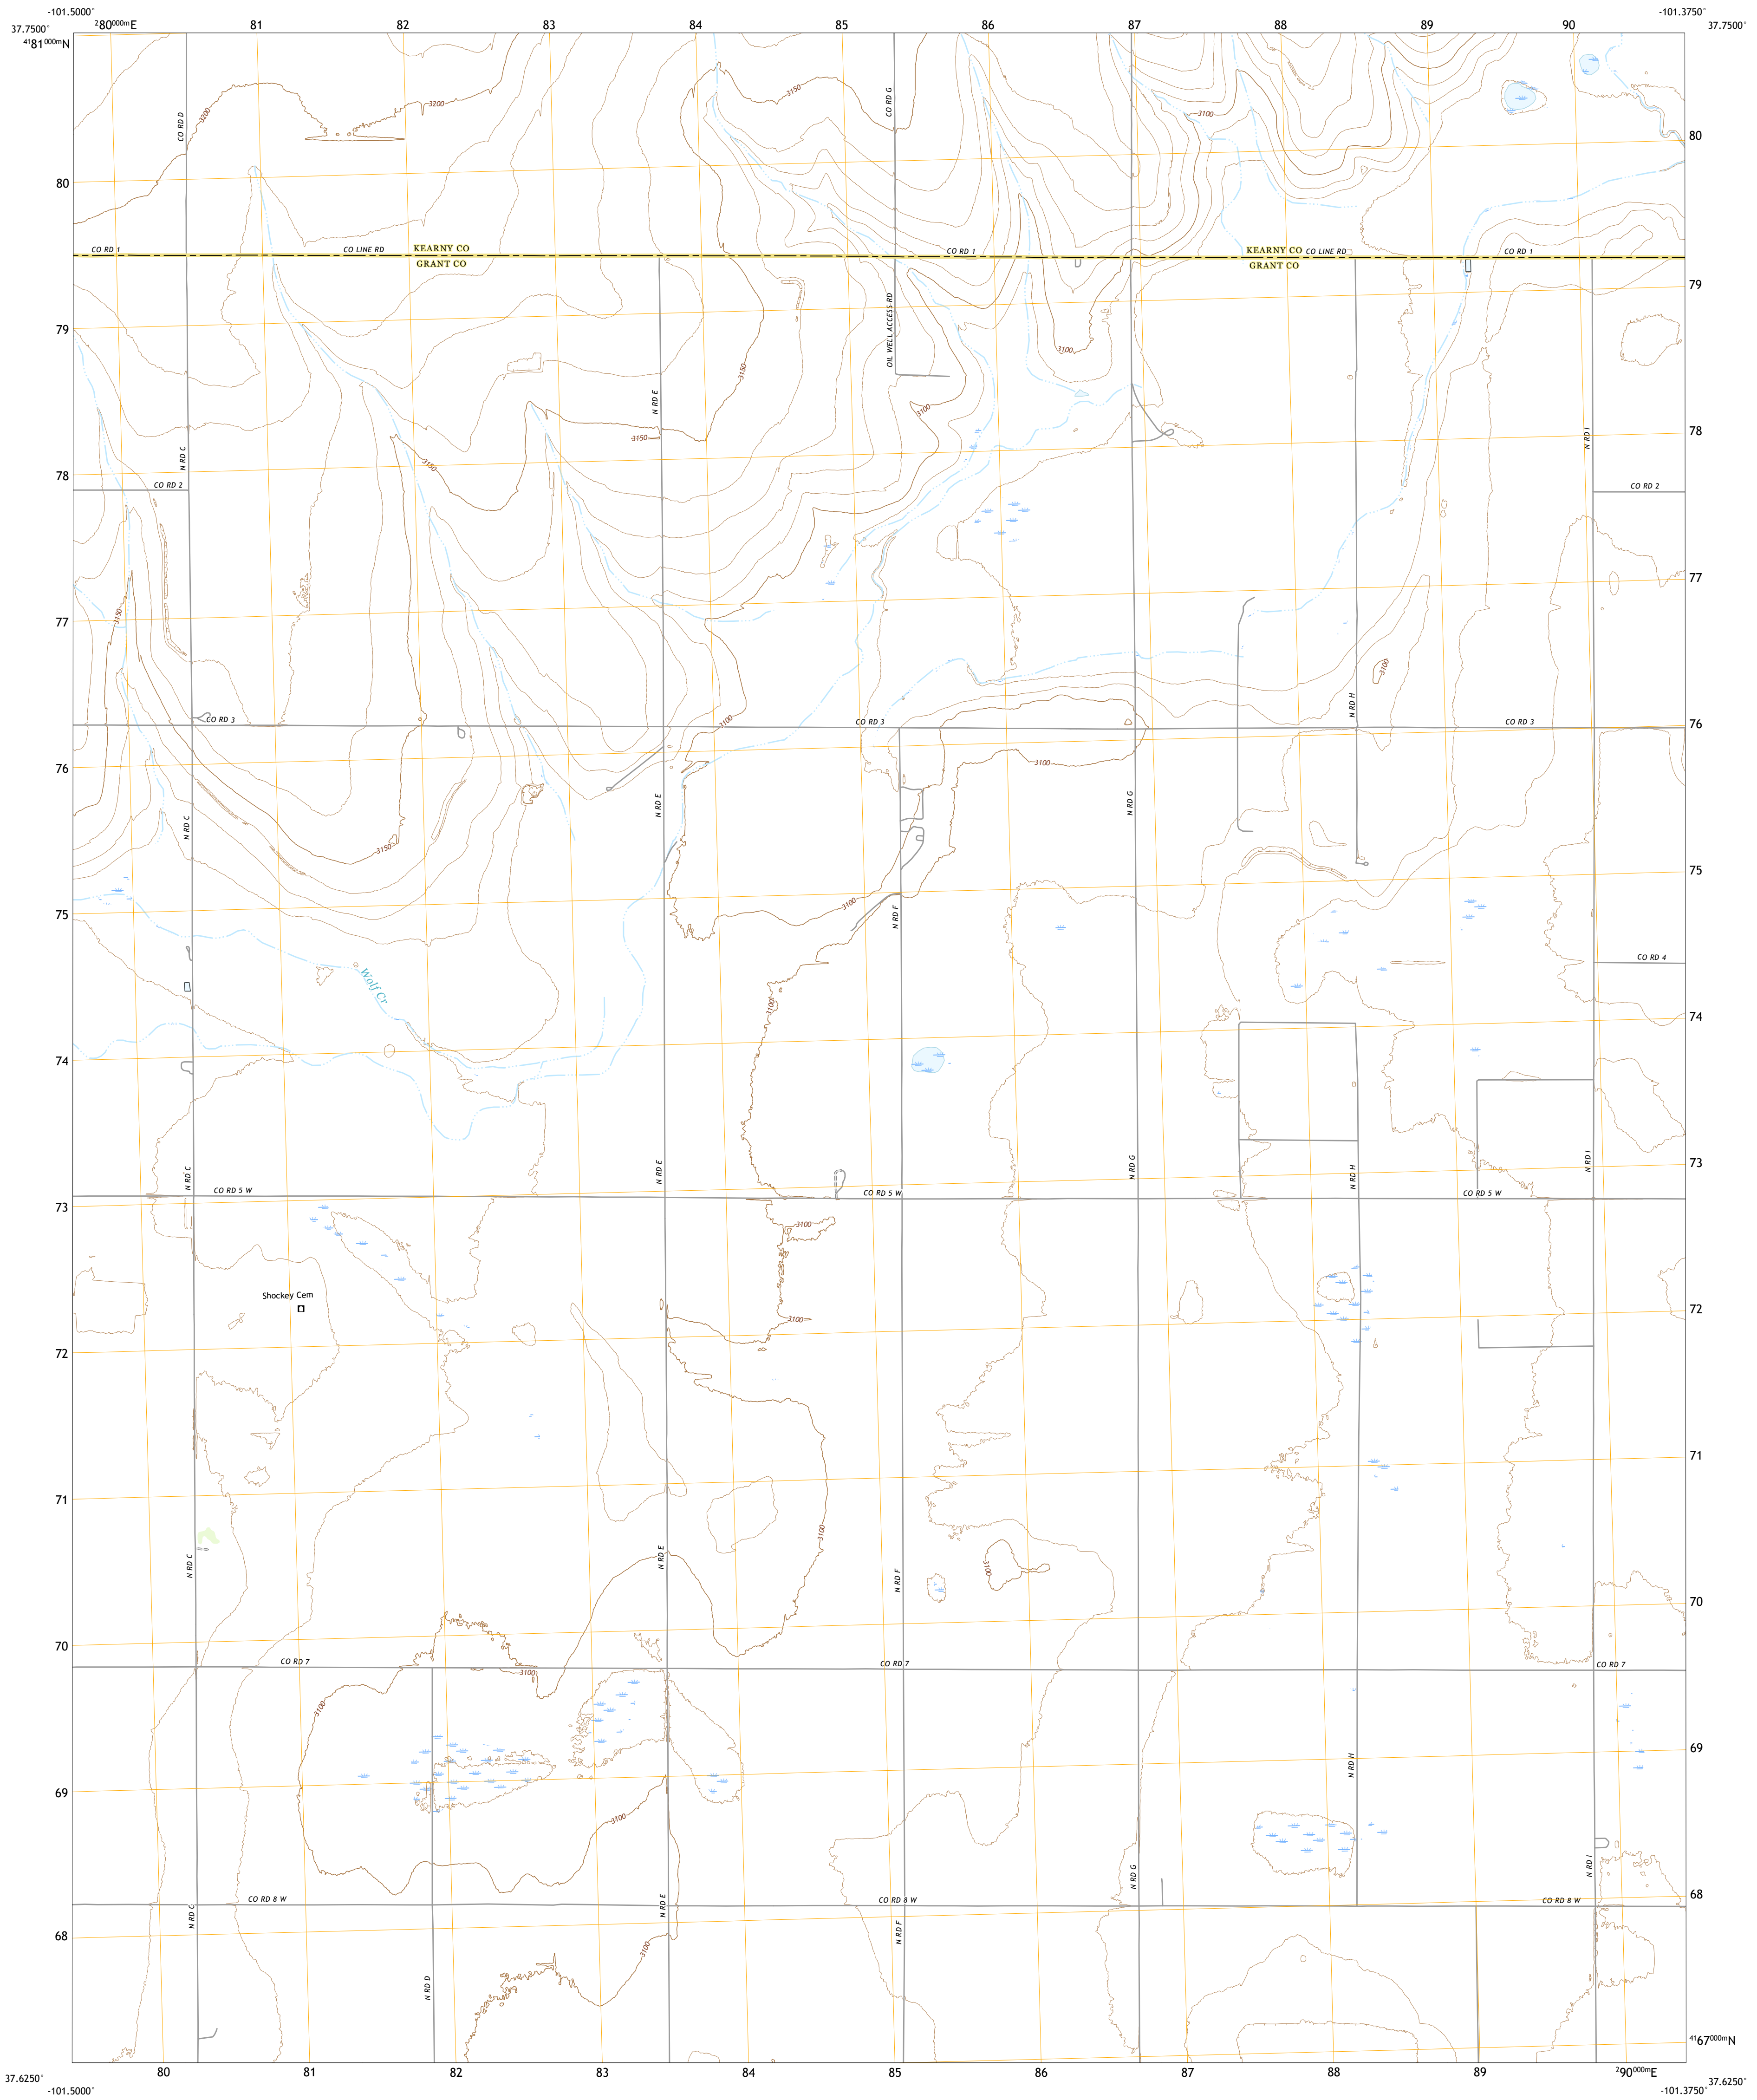 -101.5000°
-101.3750°
37.7500°
²80⁰⁰⁰ᵐE 81 82 83 84 85 86 87 88 89 90
37.7500°
⁴¹81⁰⁰⁰ᵐN
CO RD D
CO RD G
3200
3200
3150
3100
80
80
CO RD 1
CO LINE RD
KEARNY CO
GRANT CO
CO RD 1
KEARNY CO
GRANT CO
CO LINE RD
CO RD 1
79
79
OIL WELL ACCESS RD
3100
3150
N RD E
3100
3150
3150
N RD C
N RD I
78
78
CO RD 2
CO RD 2
77
77
3150
3100
N RD H
CO RD 3
3100
CO RD 3
CO RD 3
76
76
3100
N RD C
N RD E
N RD G
3150
75
75
3100
N RD F
CO RD 4
Wolf Cr
3100
74
74
N RD C
N RD E
N RD G
N RD H
N RD I
73
73
CO RD 5 W
CO RD 5 W
CO RD 5 W
3100
Shockey Cem
3100
72
72
71
71
3100
N RD C
N RD E
N RD F
3100
70
70
CO RD 7
3100
CO RD 7
CO RD 7
3100
69
69
N RD H
3100
N RD G
N RD I
68
68
CO RD 8 W
CO RD 8 W
CO RD 8 W
N RD C
N RD E
N RD F
3100
N RD D
⁴¹67⁰⁰⁰ᵐN
80 81 82 83 84 85 86 87 88 89 ²90⁰⁰⁰ᵐE
37.6250°
37.6250°
-101.5000°
-101.3750°